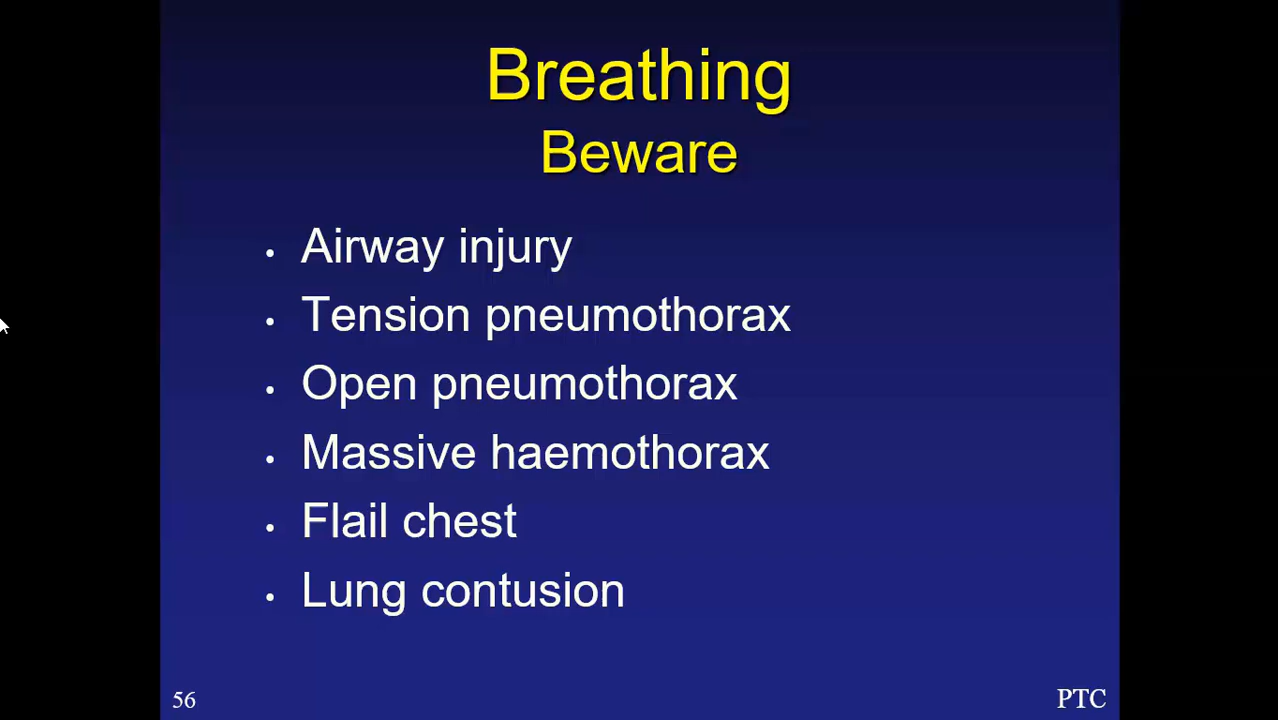 Breathing
Beware
• Airway injury
• Tension pneumothorax
• Open pneumothorax
• Massive haemothorax
• Flail chest
• Lung contusion
56
PTC